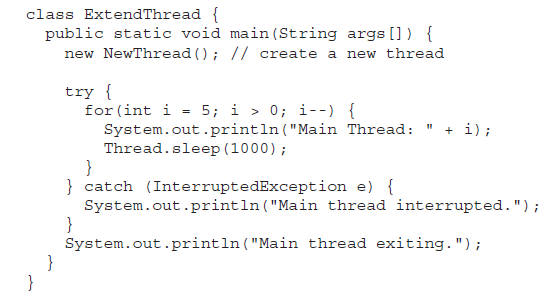 class ExtendThread {
public static void main(String args[]) {
new NewThread(); // create a new thread
try {
for(int i = 5; i > 0; i--) {
System.out.println("Main Thread: " + i);
Thread.sleep(1000);
}
} catch (InterruptedException e) {
System.out.println("Main thread interrupted.");
}
System.out.println("Main thread exiting.");
}
}